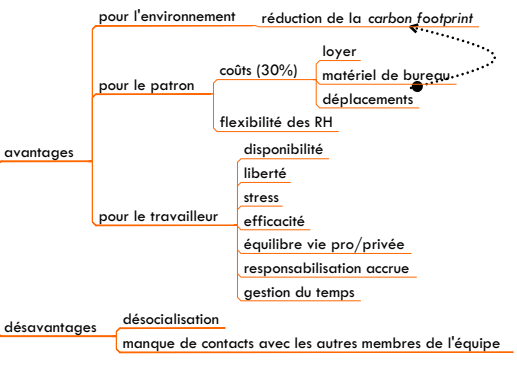 pour l'environnement
réduction de la carbon footprint
loyer
coûts (30%)
matériel de bureau
pour le patron
déplacements
flexibilité des RH
avantages
disponibilité
liberté
stress
pour le travailleur
efficacité
équilibre vie pro/privée
responsabilisation accrue
gestion du temps
désavantages
désocialisation
manque de contacts avec les autres membres de l'équipe